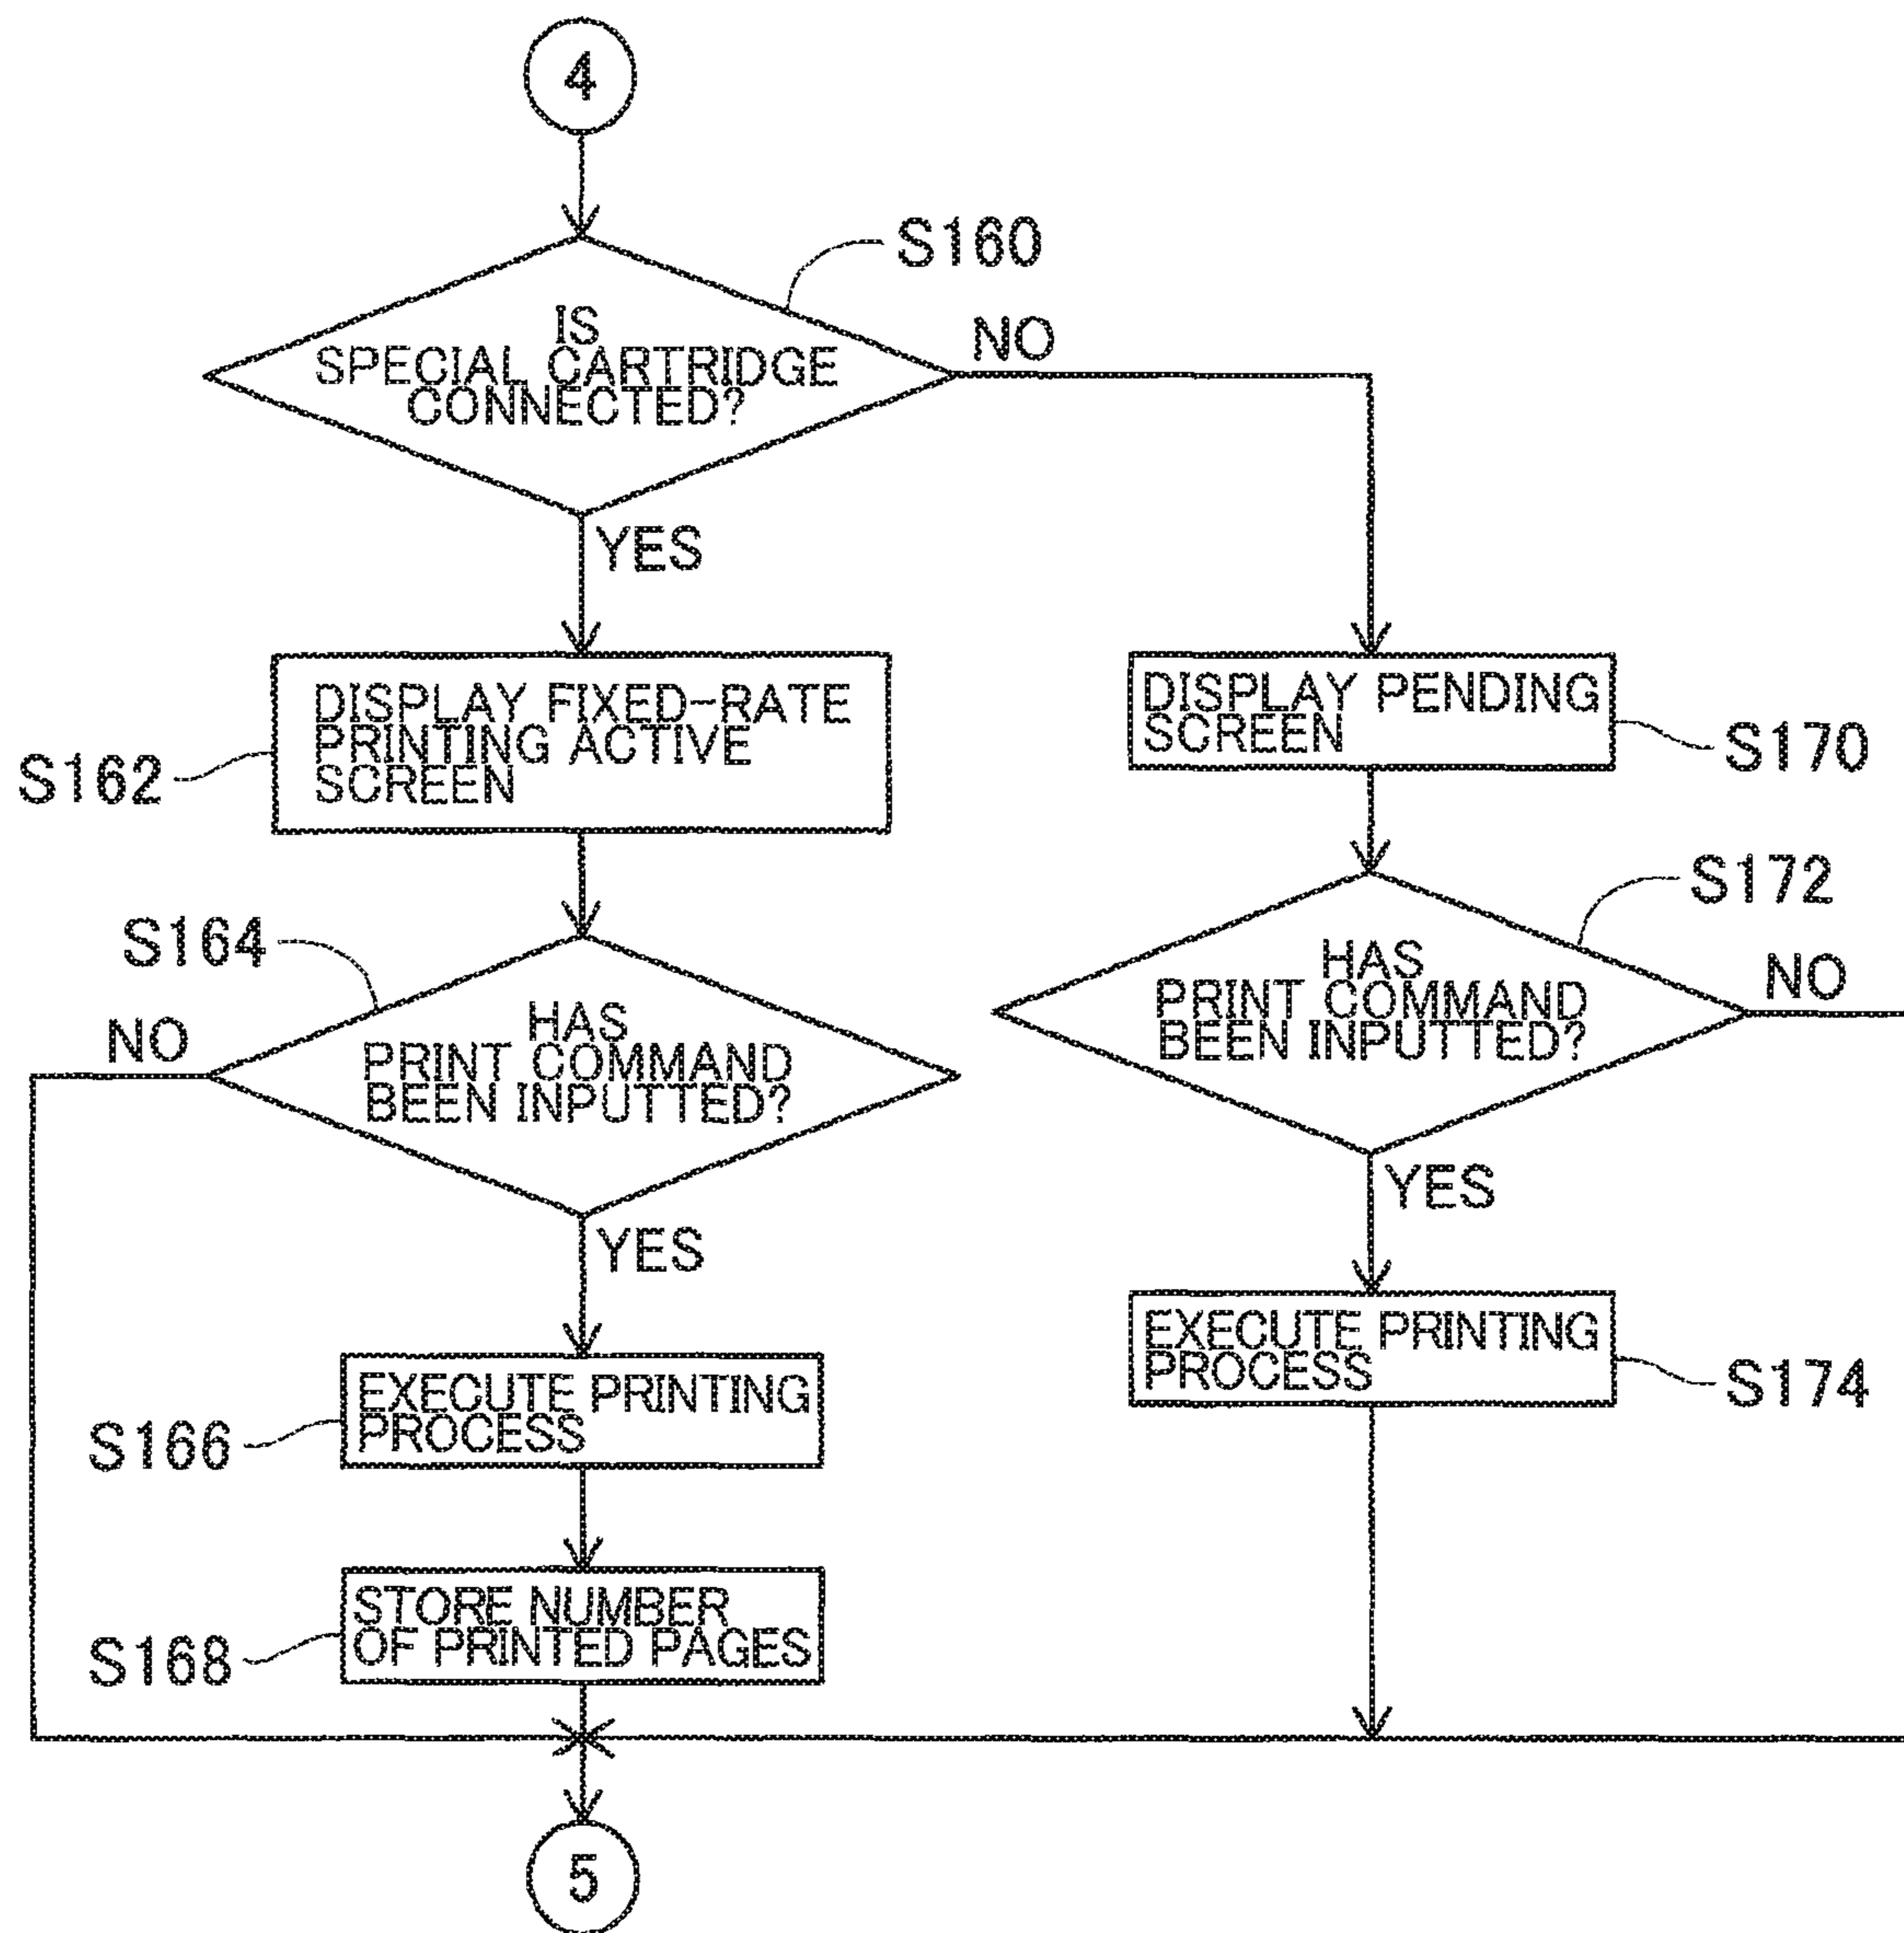 4
S160
IS
SPECIAL CARTRIDGE
CONNECTED?
NO
YES
S162
DISPLAY FIXED-RATE
PRINTING ACTIVE
SCREEN
DISPLAY PENDING
SCREEN
S170
S164
HAS
PRINT COMMAND
BEEN INPUTTED?
NO
YES
S172
HAS
PRINT COMMAND
BEEN INPUTTED?
NO
YES
S166
EXECUTE PRINTING
PROCESS
EXECUTE PRINTING
PROCESS
S174
S168
STORE NUMBER
OF PRINTED PAGES
5